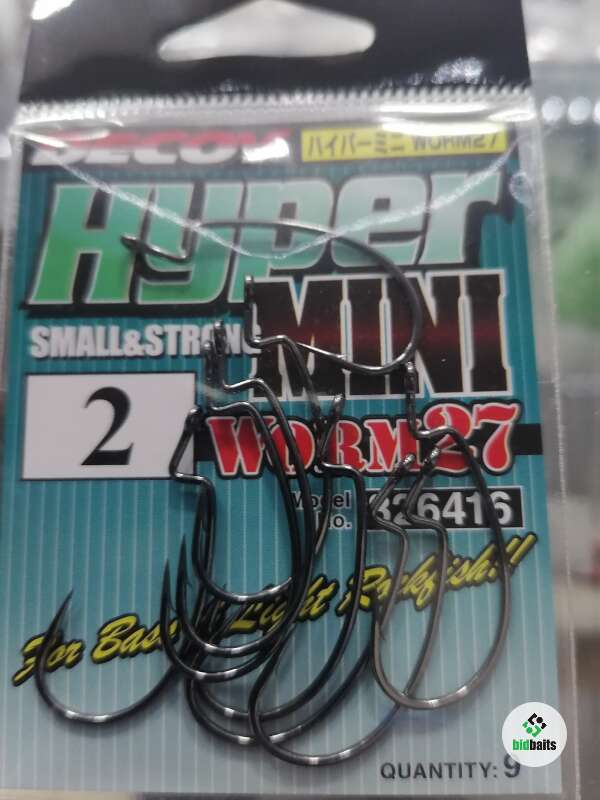 DECOY
ハイパーミニ WORM27
Hyper
MINI
SMALL&STRONG
2
WORM27
Model
No.
826416
For Bass & Light Rockfish!!
QUANTITY: 9
bidbaits